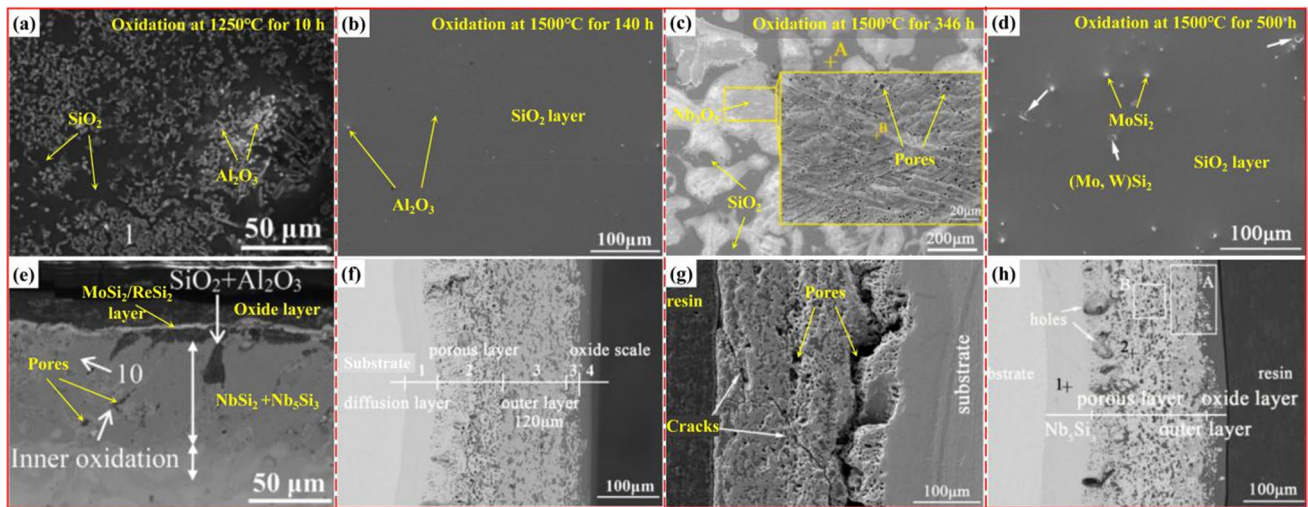 (a)
Oxidation at 1250°C for 10 h
SiO₂
Al₂O₃
1
50 μm
(b)
Oxidation at 1500°C for 140 h
SiO₂ layer
Al₂O₃
100μm
(c)
Oxidation at 1500°C for 346 h
A
Nb₂O₅
B
Pores
SiO₂
20μm
200μm
(d)
Oxidation at 1500°C for 500 h
MoSi₂
SiO₂ layer
(Mo, W)Si₂
100μm
(e)
SiO₂+Al₂O₃
MoSi₂/ReSi₂
layer
Oxide layer
Pores
10
NbSi₂+Nb₅Si₃
Inner oxidation
50 μm
(f)
porous layer
oxide scale
Substrate
1
2
3
3
4
diffusion layer
outer layer
120μm
100μm
(g)
resin
Pores
substrate
Cracks
100μm
(h)
B
A
holes
2
strate
1
resin
porous layer
oxide layer
Nb₅Si₃
outer layer
100μm